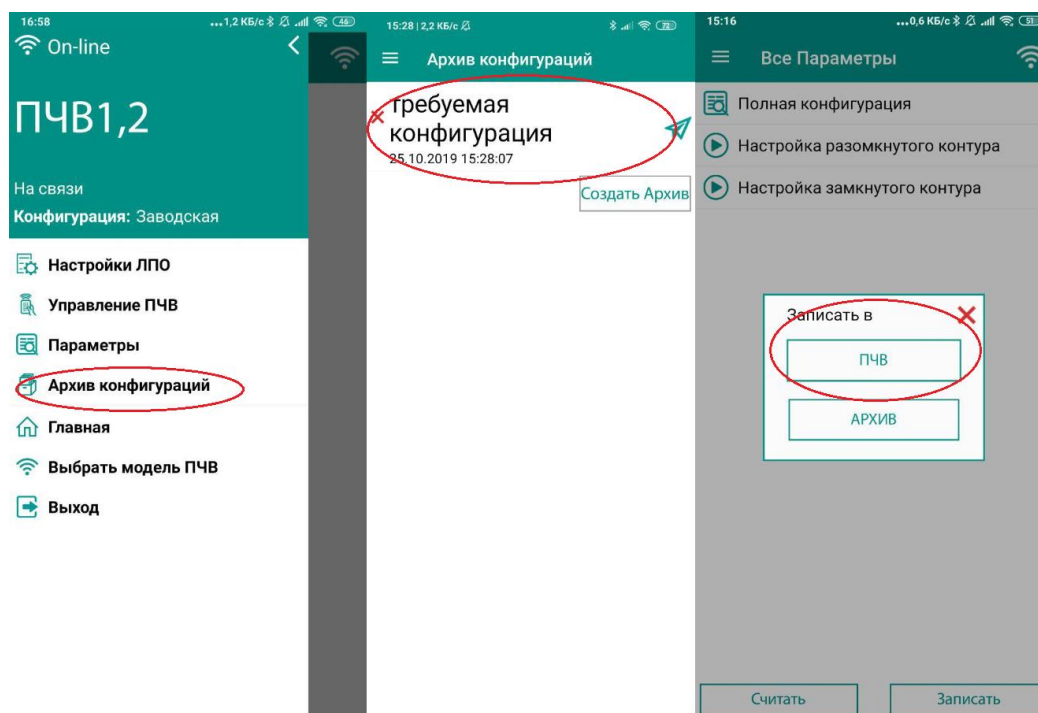 16:58 ...1,2 КБ/с 46
On-line
ПЧВ1,2
На связи
Конфигурация: Заводская
Настройки ЛПО
Управление ПЧВ
Параметры
Архив конфигураций
Главная
Выбрать модель ПЧВ
Выход
15:28 | 2,2 КБ/с 72
Архив конфигураций
требуемая
конфигурация
25.10.2019 15:28:07
Создать Архив
15:16 ...0,6 КБ/с 51
Все Параметры
Полная конфигурация
Настройка разомкнутого контура
Настройка замкнутого контура
Записать в
ПЧВ
АРХИВ
Считать Записать